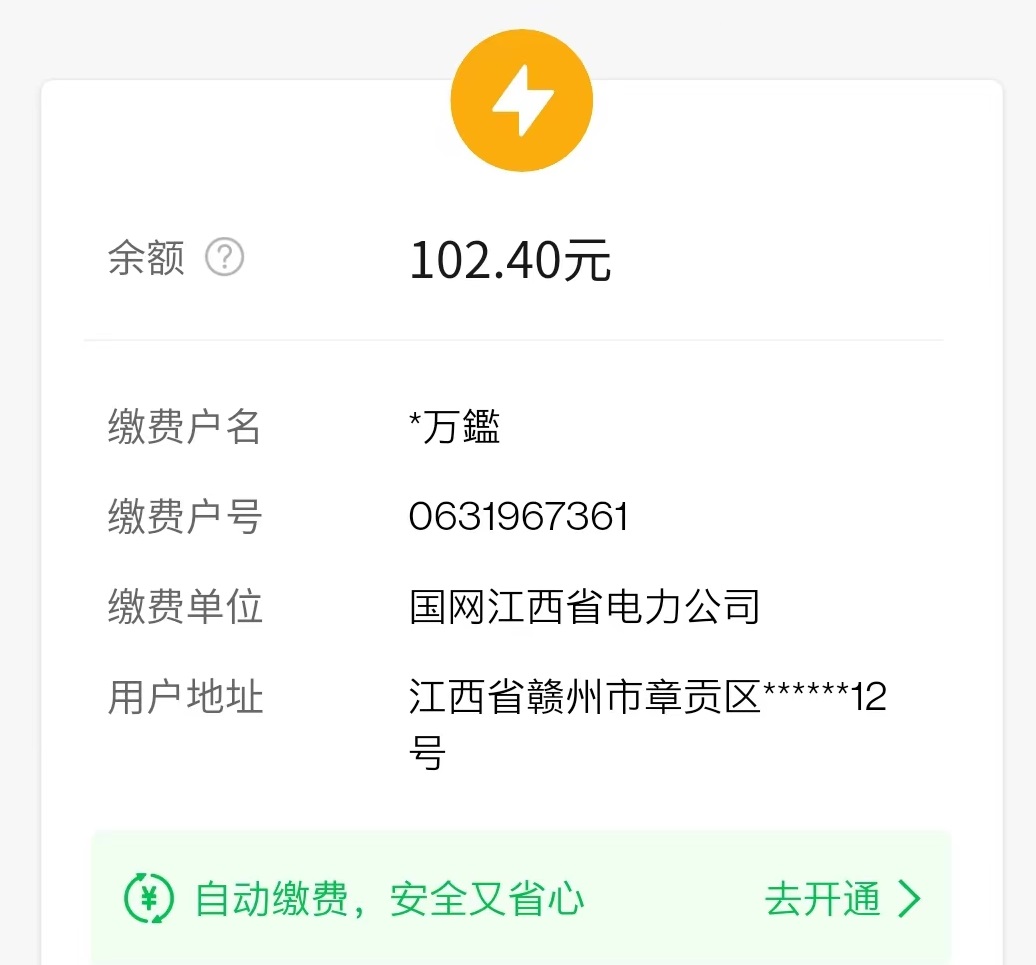 余额 ? 102.40元
缴费户名 *万鑑
缴费户号 0631967361
缴费单位 国网江西省电力公司
用户地址 江西省赣州市章贡区******12
号
¥ 自动缴费，安全又省心 去开通